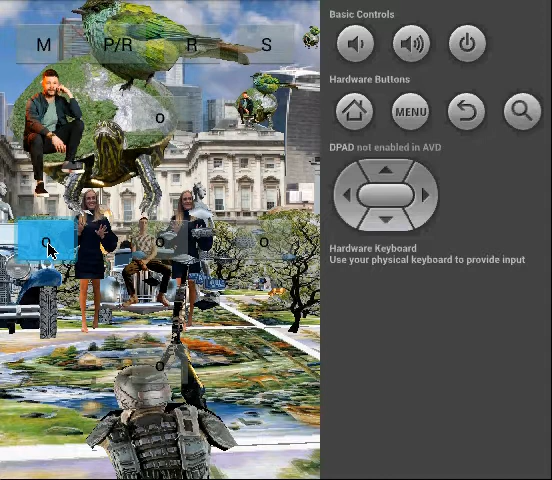 Basic Controls
M P/R R S
Hardware Buttons
MENU
o
DPAD not enabled in AVD
o o o
Hardware Keyboard
Use your physical keyboard to provide input
o